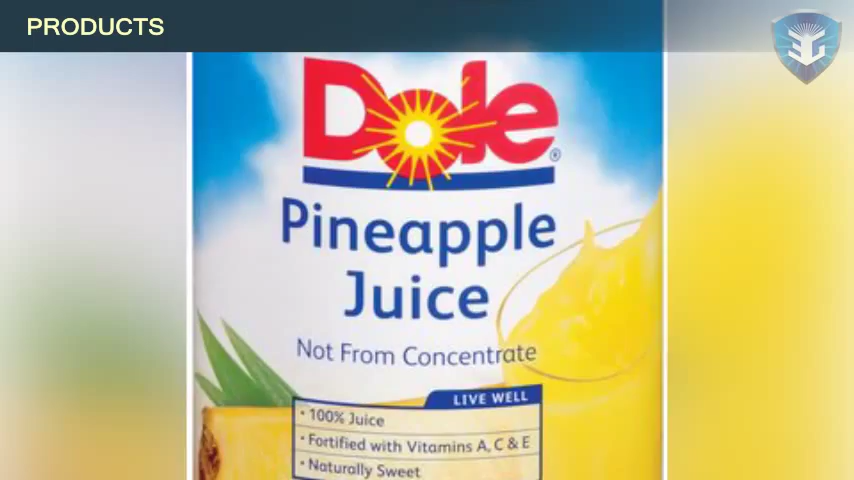 PRODUCTS
Dole®
Pineapple
Juice
Not From Concentrate
LIVE WELL
• 100% Juice
• Fortified with Vitamins A, C & E
• Naturally Sweet